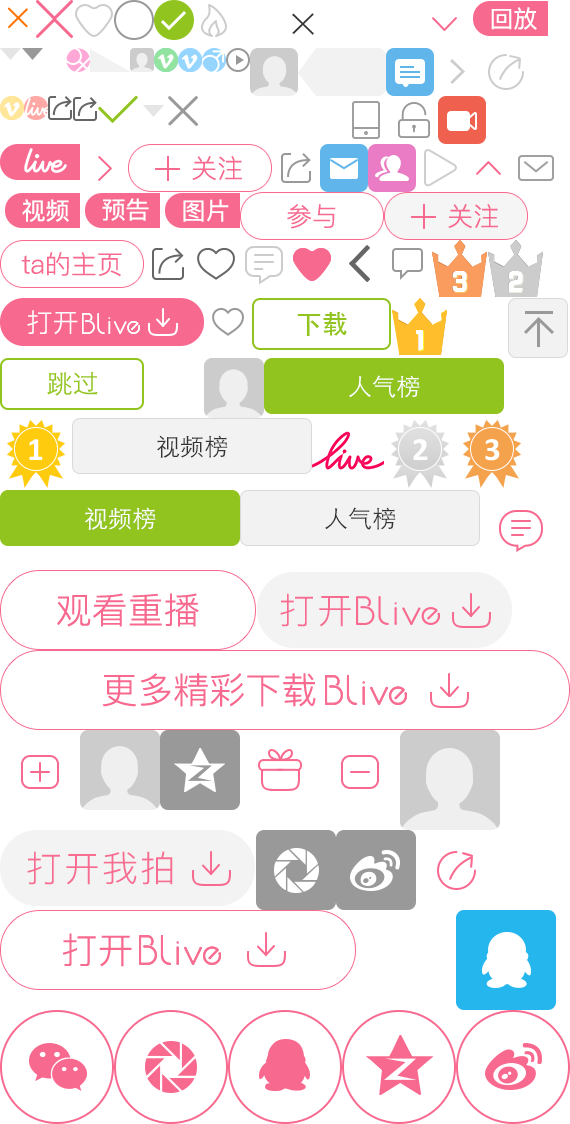 回放
live
live
关注
视频 预告 图片 参与 关注
ta的主页
3 2
打开Blive
下载
1
跳过
人气榜
1
视频榜
live
2
3
视频榜
人气榜
观看重播
打开Blive
更多精彩下载Blive
打开我拍
打开Blive